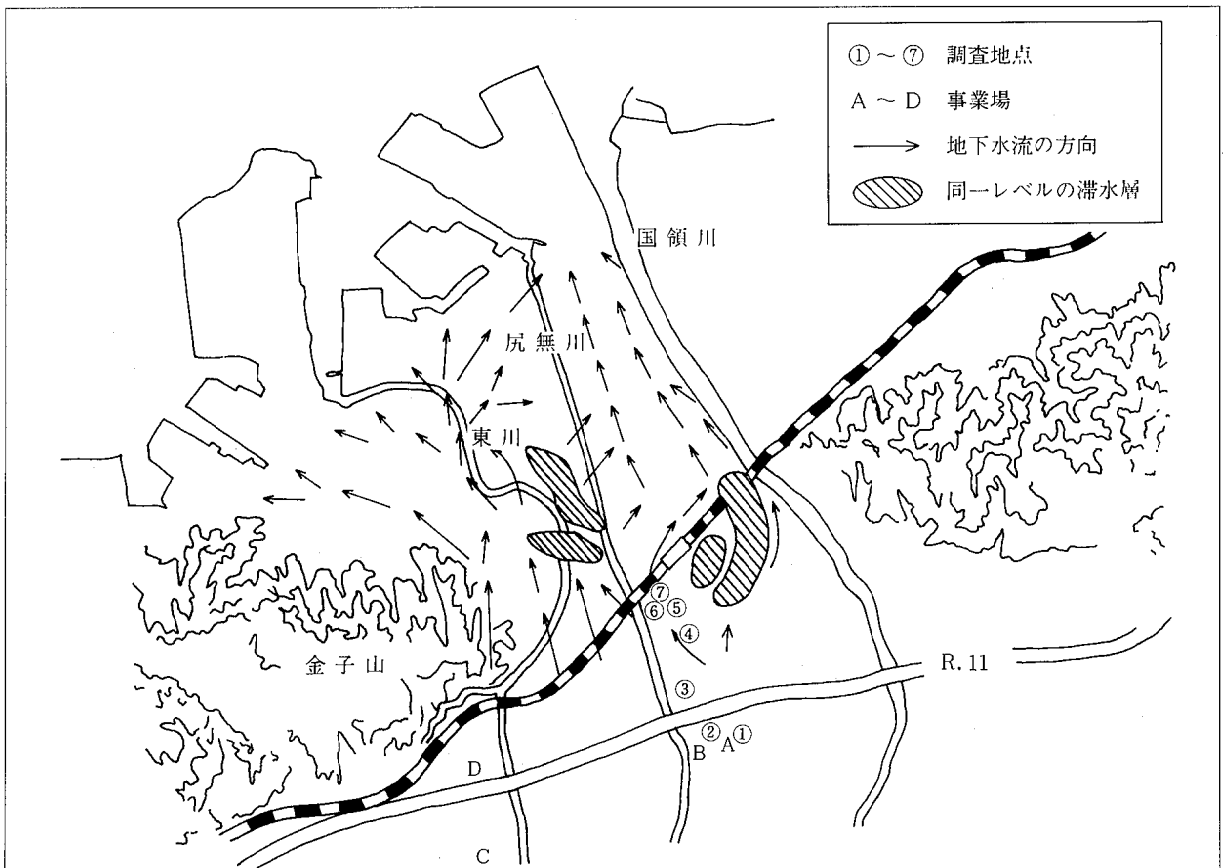 ①～⑦ 調査地点
A～D 事業場
地下水流の方向
同一レベルの滞水層
国領川
尻無川
東川
⑦
⑥⑤
④
金子山
R.11
③
②A①
B
D
C